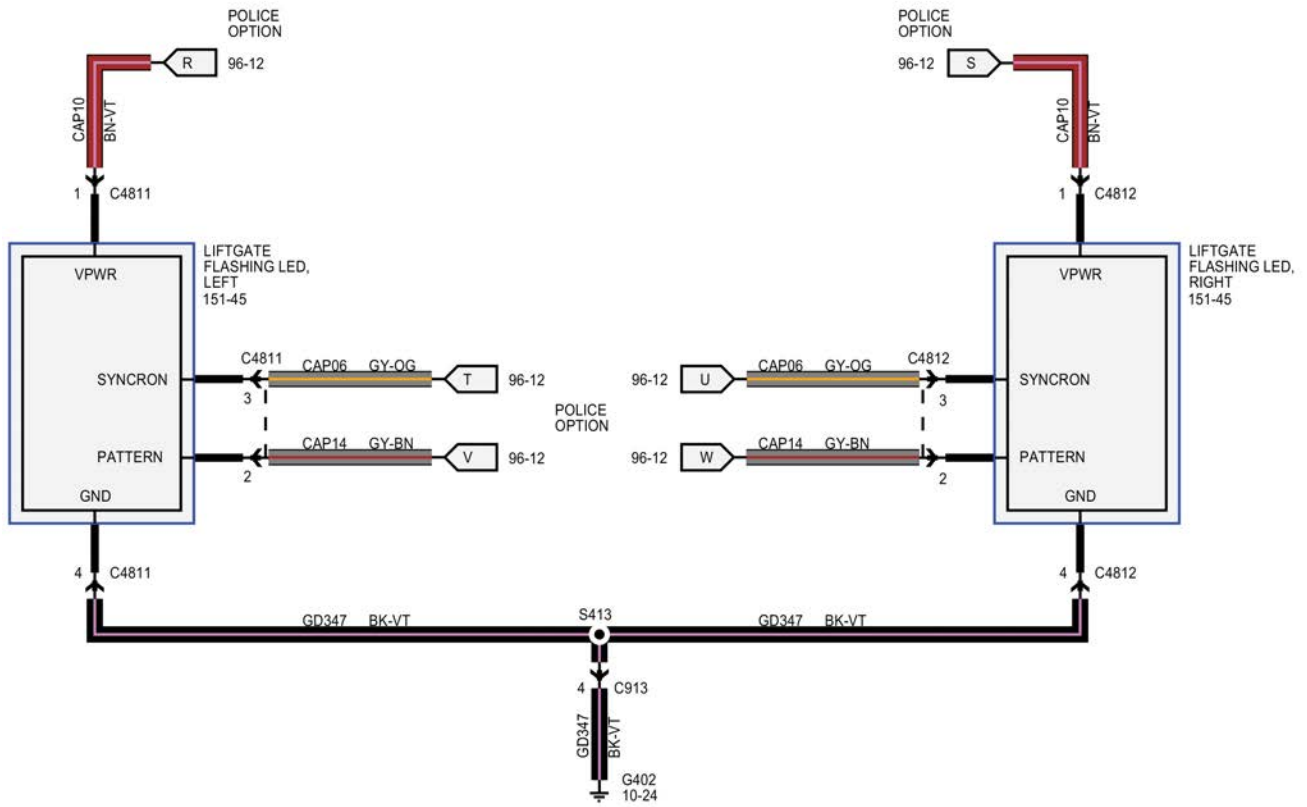 POLICE
OPTION
R
96-12
CAP10
BN-VT
1
C4811
LIFTGATE
FLASHING LED,
LEFT
151-45
VPWR
SYNCRON
PATTERN
GND
C4811
3
CAP06 GY-OG
T
96-12
2
CAP14 GY-BN
V
96-12
4
C4811
POLICE
OPTION
POLICE
OPTION
96-12
S
CAP10
BN-VT
1
C4812
LIFTGATE
FLASHING LED,
RIGHT
151-45
VPWR
SYNCRON
PATTERN
GND
96-12
U
CAP06 GY-OG
C4812
3
96-12
W
CAP14 GY-BN
2
4
C4812
GD347 BK-VT
S413
GD347 BK-VT
4
C913
GD347
BK-VT
G402
10-24